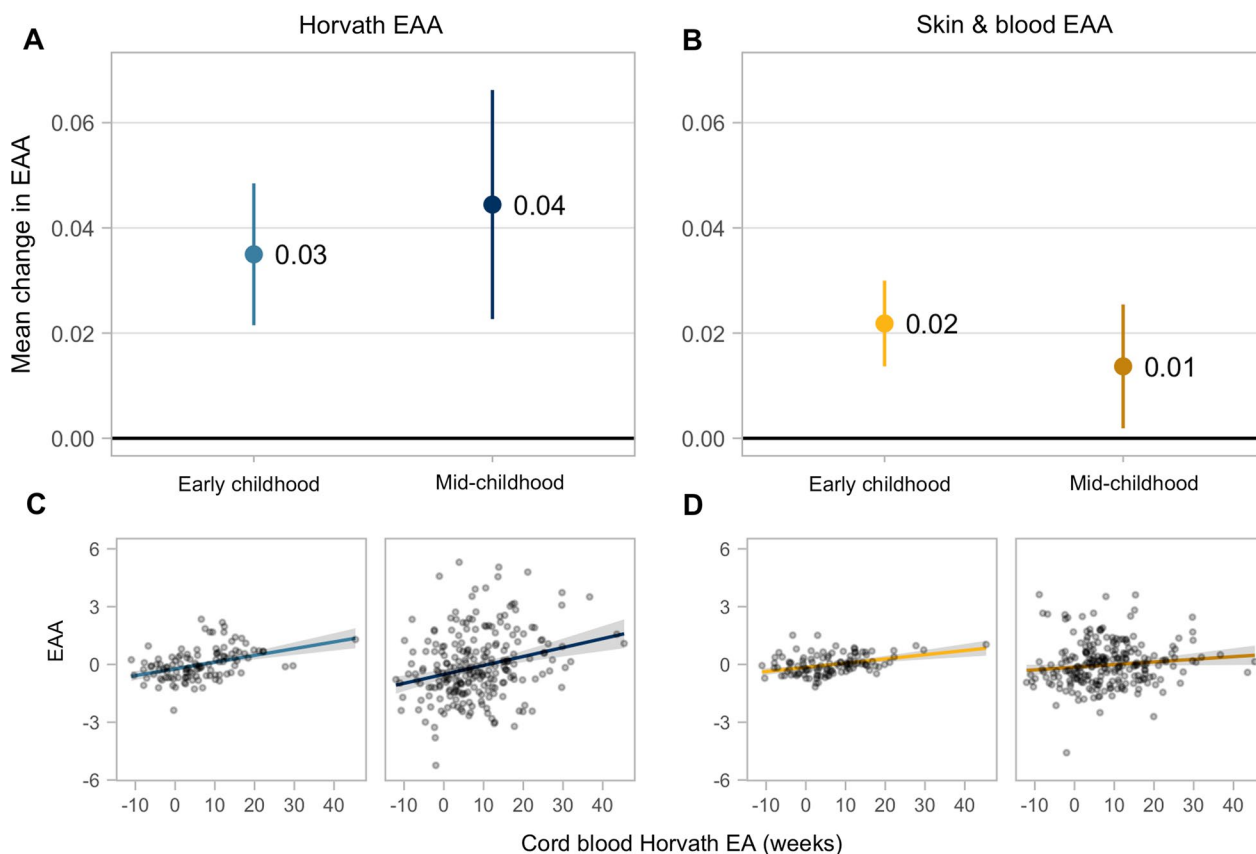 A Horvath EAA
B Skin & blood EAA
Mean change in EAA
0.06
0.04
0.02
0.00
0.03
0.04
Early childhood Mid-childhood
0.06
0.04
0.02
0.00
0.02
0.01
Early childhood Mid-childhood
C
EAA
6
3
0
-3
-6
-10 0 10 20 30 40
-10 0 10 20 30 40
D
6
3
0
-3
-6
-10 0 10 20 30 40
-10 0 10 20 30 40
Cord blood Horvath EA (weeks)